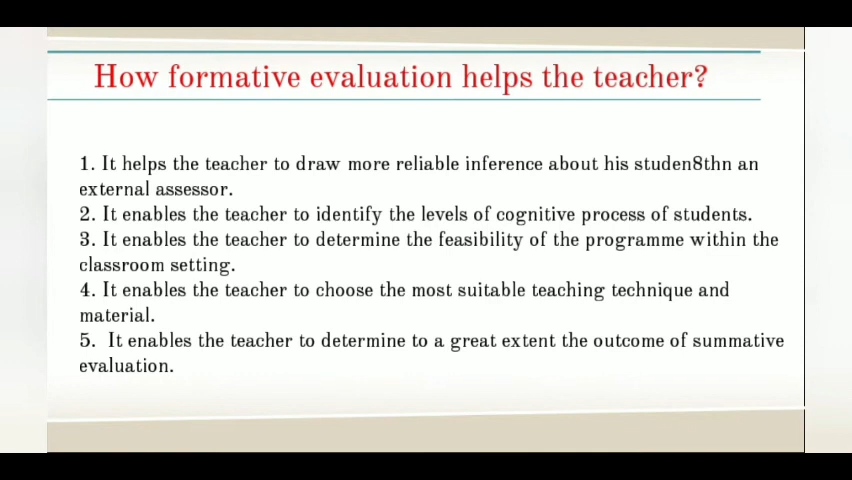 How formative evaluation helps the teacher?
1. It helps the teacher to draw more reliable inference about his studen8thn an
external assessor.
2. It enables the teacher to identify the levels of cognitive process of students.
3. It enables the teacher to determine the feasibility of the programme within the
classroom setting.
4. It enables the teacher to choose the most suitable teaching technique and
material.
5. It enables the teacher to determine to a great extent the outcome of summative
evaluation.